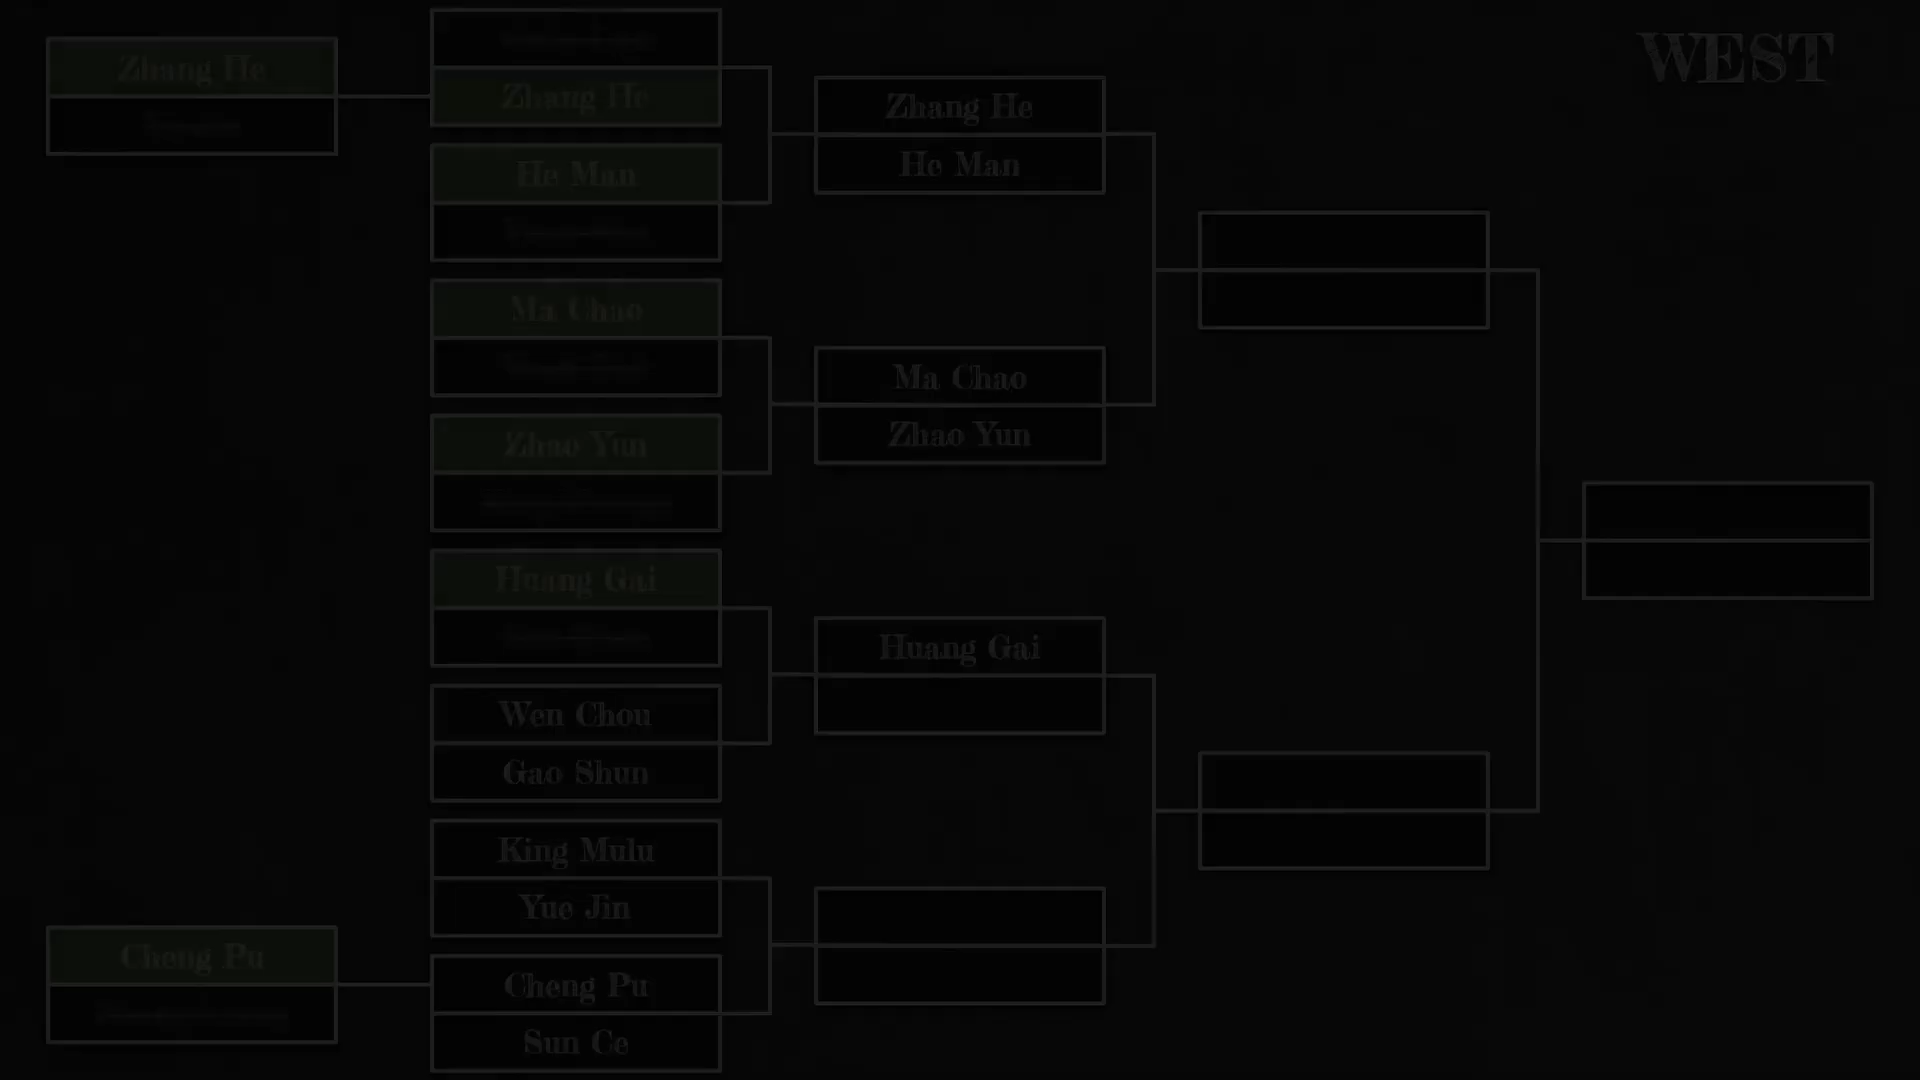 WEST
Zhang He
Zhang He
He Man
Ma Chao
Zhao Yun
Huang Gai
Wen Chou
Gao Shun
King Mulu
Yue Jin
Cheng Pu
Cheng Pu
Sun Ce
Zhang He
He Man
Ma Chao
Zhao Yun
Huang Gai